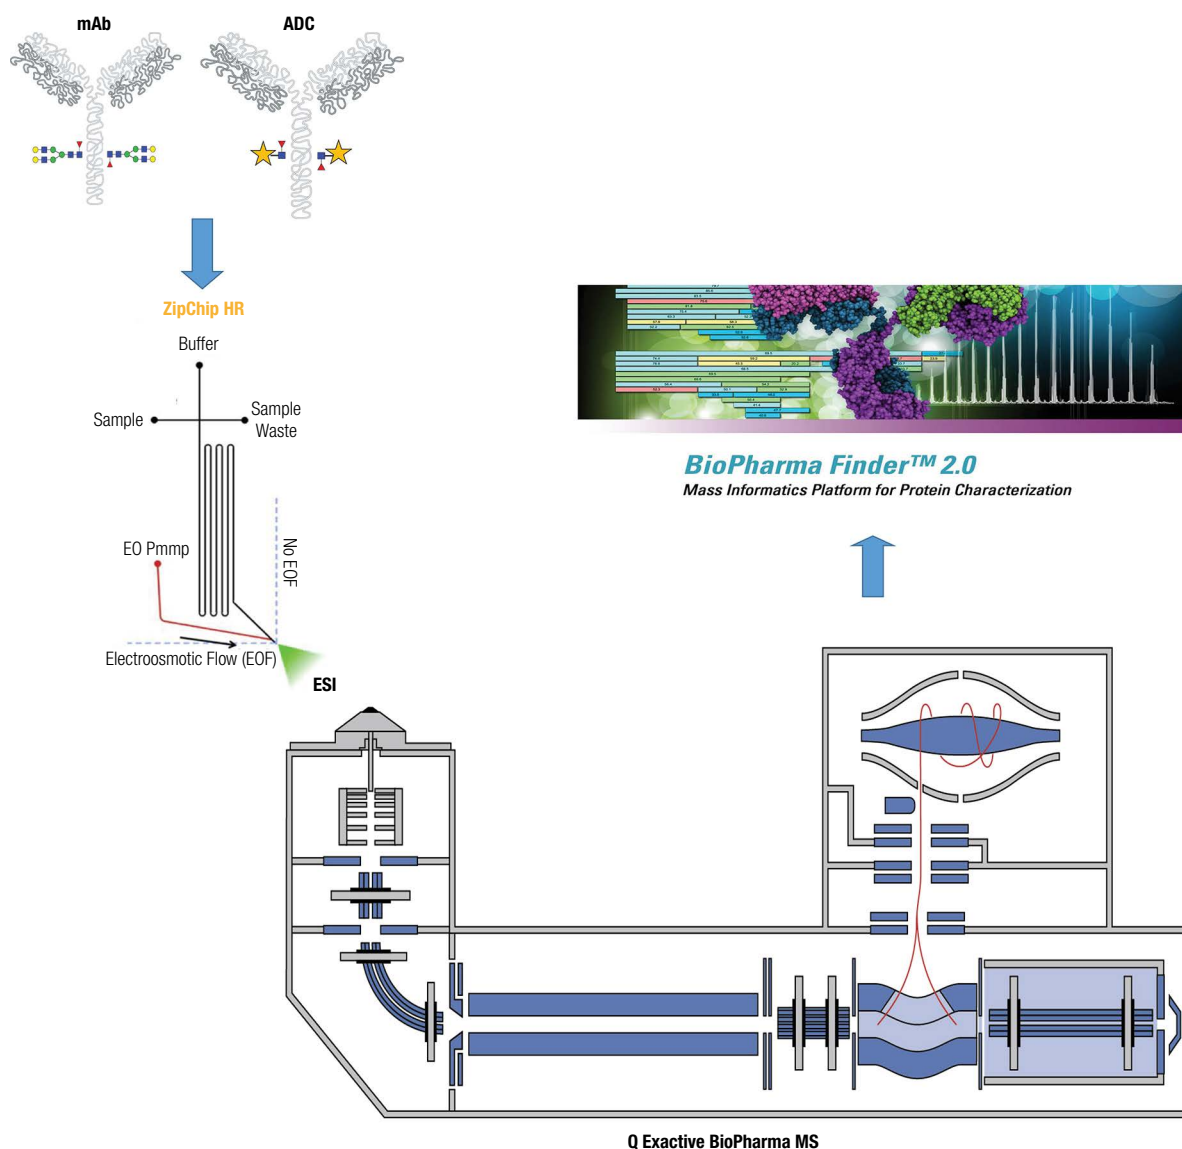 mAb
ADC
ZipChip HR
Buffer
Sample
Sample
Waste
EO Pmmp
No EOF
Electroosmotic Flow (EOF)
ESI
BioPharma Finder™ 2.0
Mass Informatics Platform for Protein Characterization
Q Exactive BioPharma MS